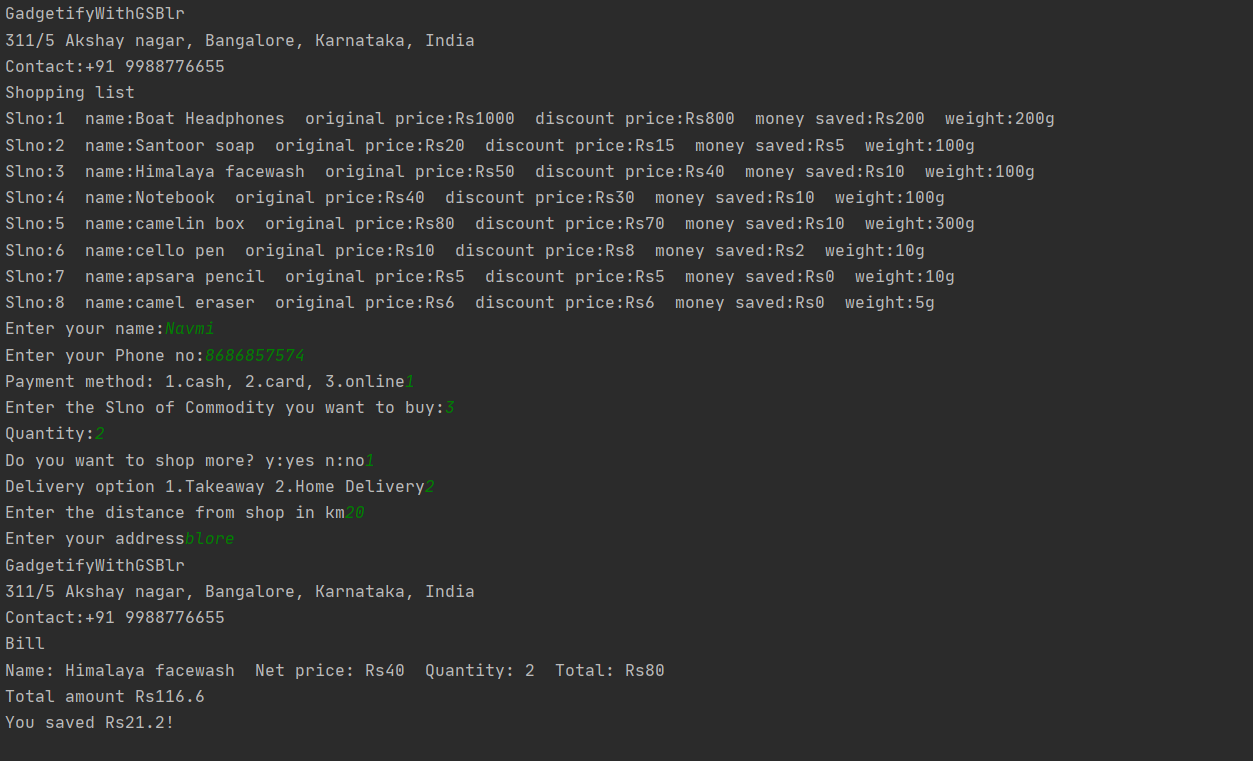 GadgetifyWithGSBlr
311/5 Akshay nagar, Bangalore, Karnataka, India
Contact:+91 9988776655
Shopping list
Slno:1  name:Boat Headphones  original price:Rs1000  discount price:Rs800  money saved:Rs200  weight:200g
Slno:2  name:Santoor soap  original price:Rs20  discount price:Rs15  money saved:Rs5  weight:100g
Slno:3  name:Himalaya facewash  original price:Rs50  discount price:Rs40  money saved:Rs10  weight:100g
Slno:4  name:Notebook  original price:Rs40  discount price:Rs30  money saved:Rs10  weight:100g
Slno:5  name:camelin box  original price:Rs80  discount price:Rs70  money saved:Rs10  weight:300g
Slno:6  name:cello pen  original price:Rs10  discount price:Rs8  money saved:Rs2  weight:10g
Slno:7  name:apsara pencil  original price:Rs5  discount price:Rs5  money saved:Rs0  weight:10g
Slno:8  name:camel eraser  original price:Rs6  discount price:Rs6  money saved:Rs0  weight:5g
Enter your name:Navmi
Enter your Phone no:8686857574
Payment method: 1.cash, 2.card, 3.online1
Enter the Slno of Commodity you want to buy:3
Quantity:2
Do you want to shop more? y:yes n:no1
Delivery option 1.Takeaway 2.Home Delivery2
Enter the distance from shop in km20
Enter your addressblore
GadgetifyWithGSBlr
311/5 Akshay nagar, Bangalore, Karnataka, India
Contact:+91 9988776655
Bill
Name: Himalaya facewash  Net price: Rs40  Quantity: 2  Total: Rs80
Total amount Rs116.6
You saved Rs21.2!